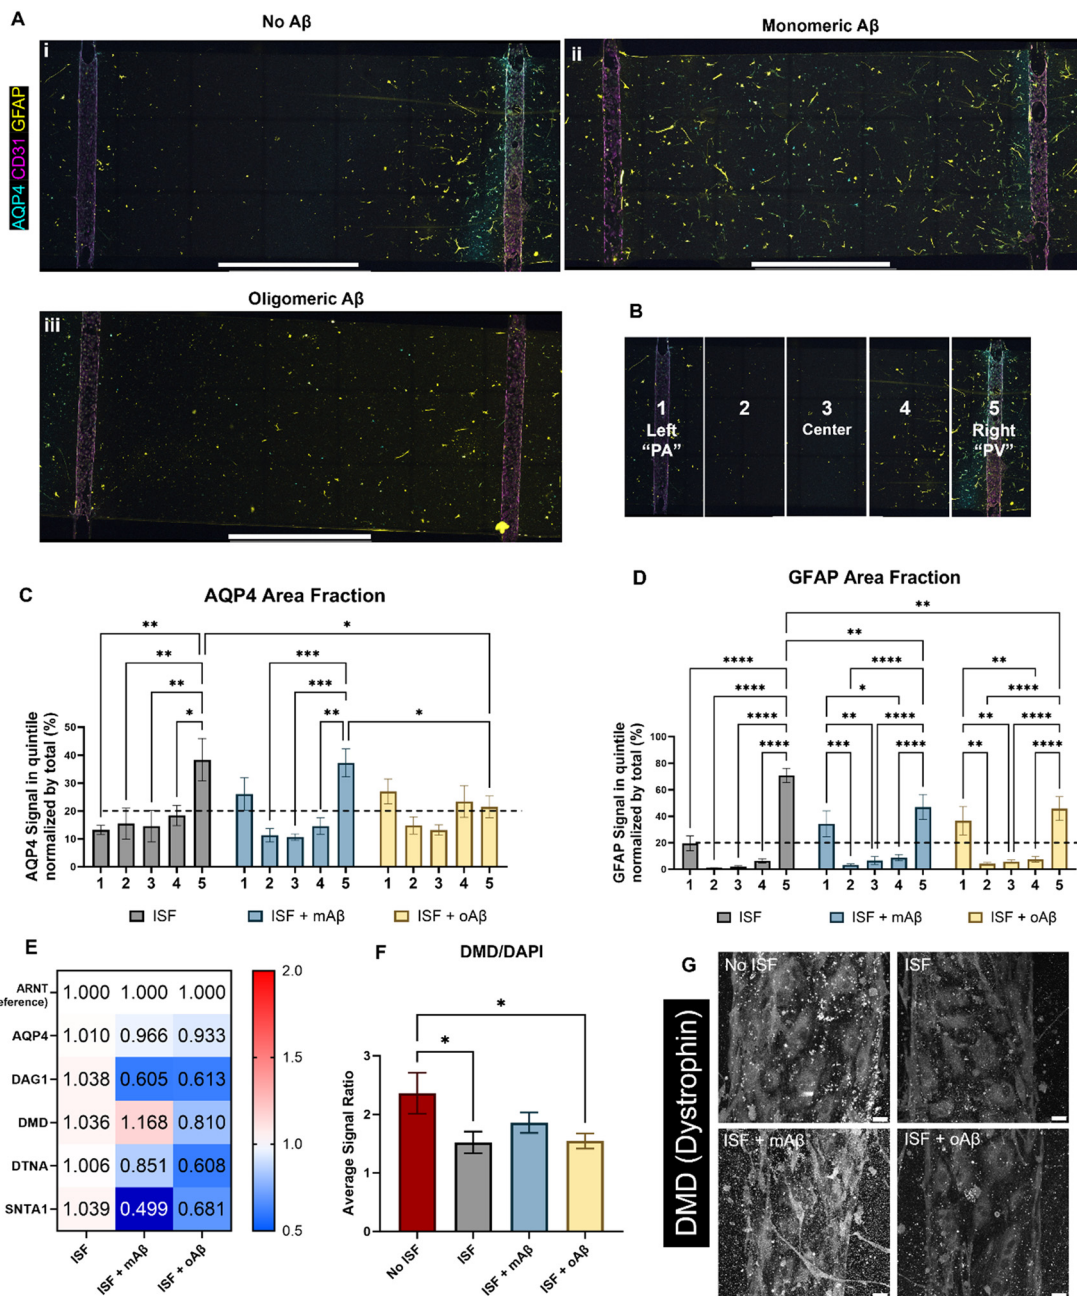 A
No Aβ
Monomeric Aβ
i
ii
AQP4 CD31 GFAP
Oligomeric Aβ
iii
B
1
Left
“PA”
2
3
Center
4
5
Right
“PV”
C
AQP4 Area Fraction
**
*
**
***
**
***
*
**
*
AQP4 Signal in quintile
normalized by total (%)
50
40
30
20
10
0
1 2 3 4 5 1 2 3 4 5 1 2 3 4 5
ISF
ISF + mAβ
ISF + oAβ
D
GFAP Area Fraction
**
**
****
****
**
****
*
****
****
**
****
**
****
****
***
****
**
****
GFAP Signal in quintile
normalized by total (%)
100
80
60
40
20
0
1 2 3 4 5 1 2 3 4 5 1 2 3 4 5
ISF
ISF + mAβ
ISF + oAβ
E
ARNT
eference)
1.000 1.000 1.000
AQP4 1.010 0.966 0.933
DAG1 1.038 0.605 0.613
DMD 1.036 1.168 0.810
DTNA 1.006 0.851 0.608
SNTA1 1.039 0.499 0.681
ISF
ISF + mAβ
ISF + oAβ
2.0
1.5
1.0
0.5
F
DMD/DAPI
*
*
Average Signal Ratio
3
2
1
0
No ISF
ISF
ISF + mAβ
ISF + oAβ
G
DMD (Dystrophin)
No ISF
ISF
ISF + mAβ
ISF + oAβ